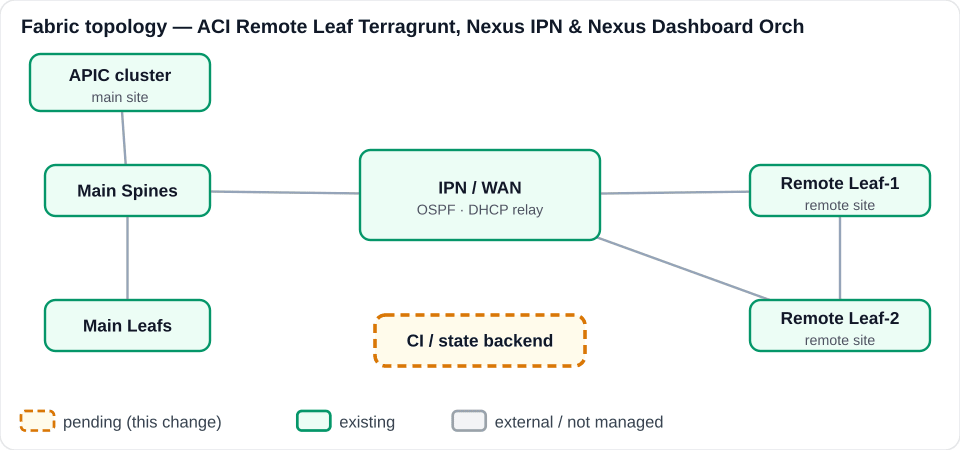 Fabric topology — ACI Remote Leaf Terragrunt, Nexus IPN & Nexus Dashboard Orch
APIC cluster
main site
Main Spines
IPN / WAN
OSPF · DHCP relay
Remote Leaf-1
remote site
Main Leafs
CI / state backend
Remote Leaf-2
remote site
pending (this change)
existing
external / not managed